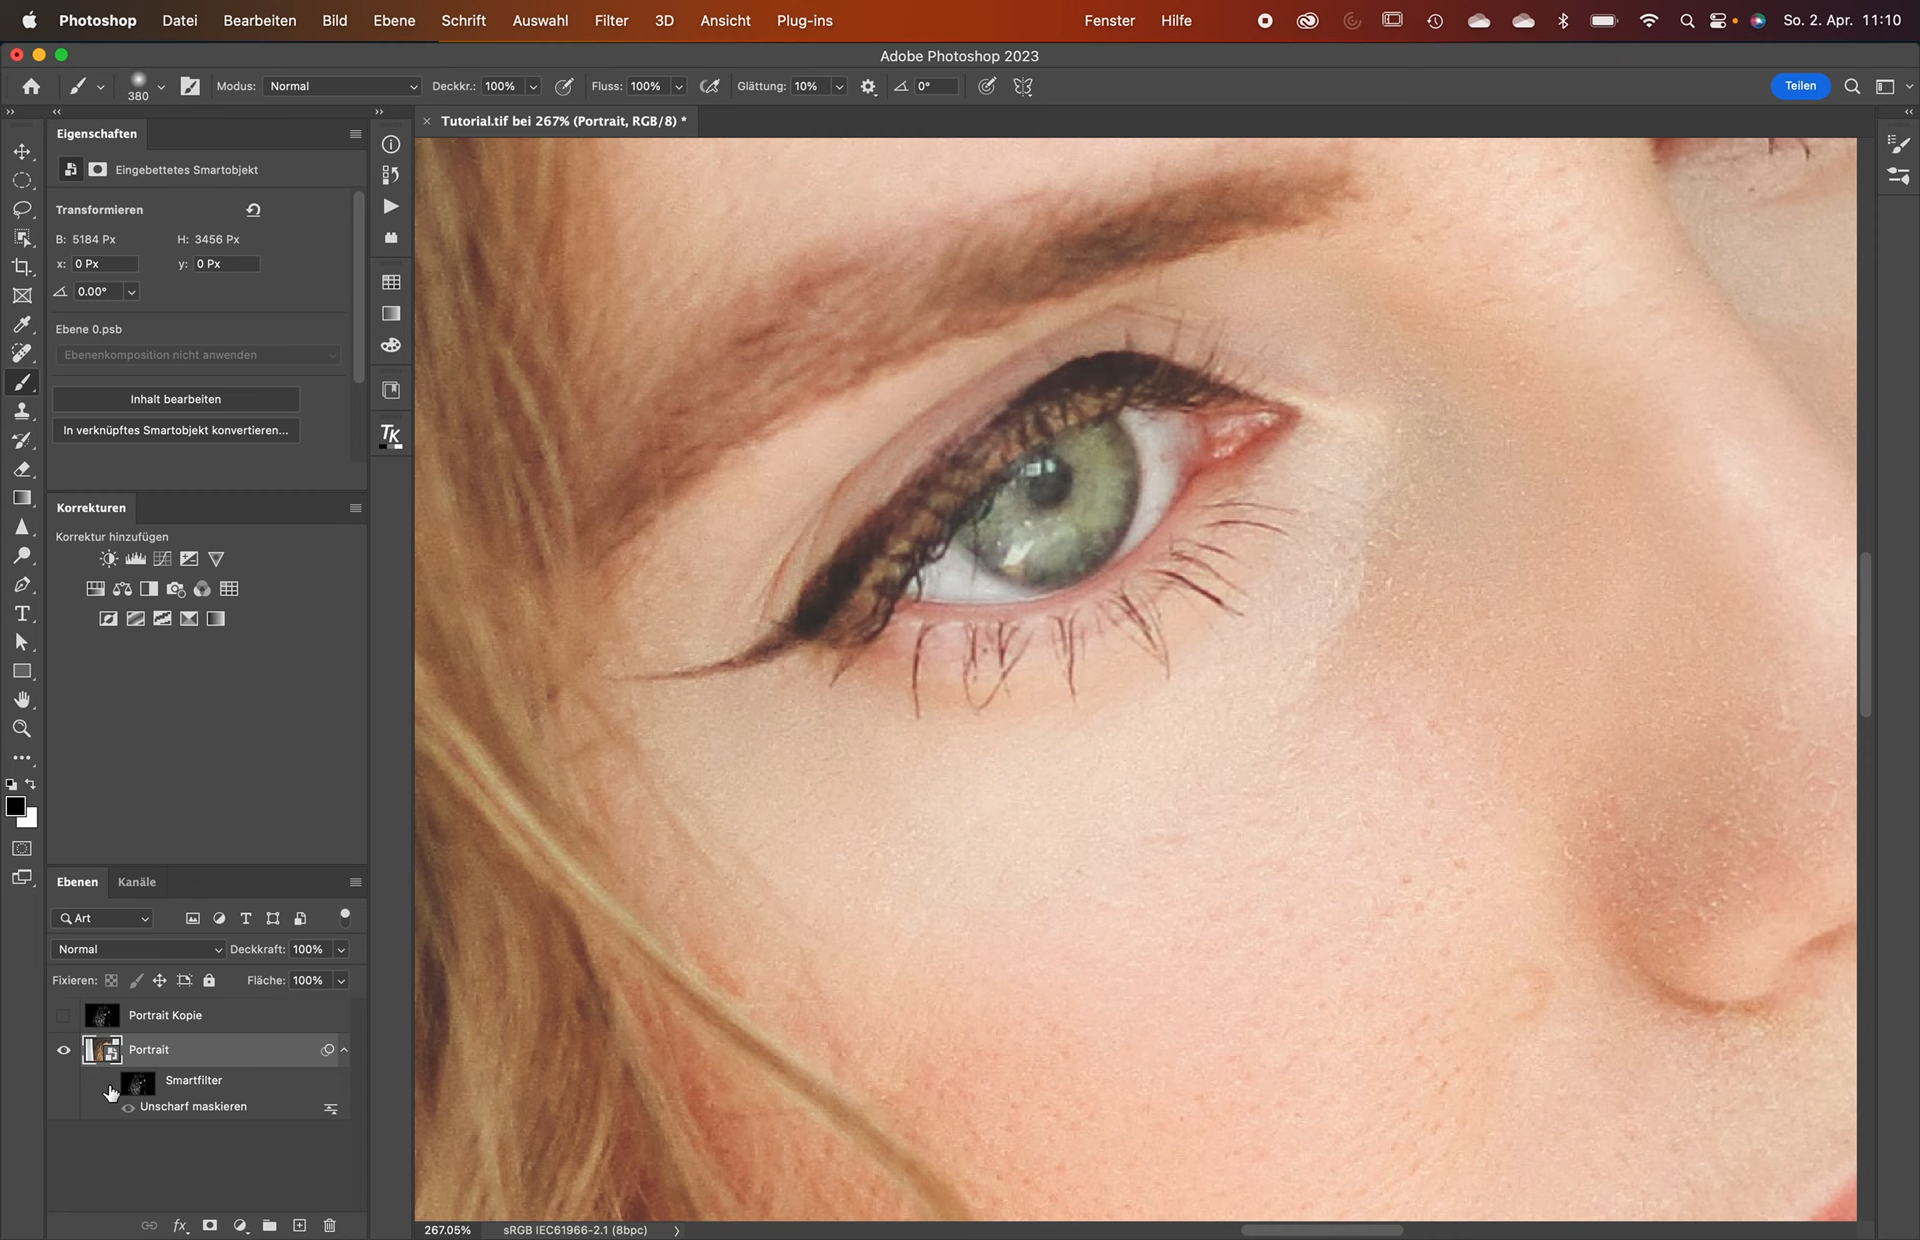 Photoshop Datei Bearbeiten Bild Ebene Schrift Auswahl Filter 3D Ansicht Plug-ins Fenster Hilfe So. 2. Apr. 11:10
Adobe Photoshop 2023
380 Modus: Normal Deckkr.: 100% Fluss: 100% Glättung: 10% 0° Teilen
Eigenschaften
Tutorial.tif bei 267% (Portrait, RGB/8) *
Eingebettetes Smartobjekt
Transformieren
B: 5184 Px H: 3456 Px
x: 0 Px y: 0 Px
0.00°
Ebene 0.psb
Ebenenkomposition nicht anwenden
Inhalt bearbeiten
In verknüpftes Smartobjekt konvertieren...
TK
Korrekturen
Korrektur hinzufügen
Ebenen Kanäle
Art
Normal Deckkraft: 100%
Fixieren: Fläche: 100%
Portrait Kopie
Portrait
Smartfilter
Unscharf maskieren
fx
267.05% sRGB IEC61966-2.1 (8bpc)